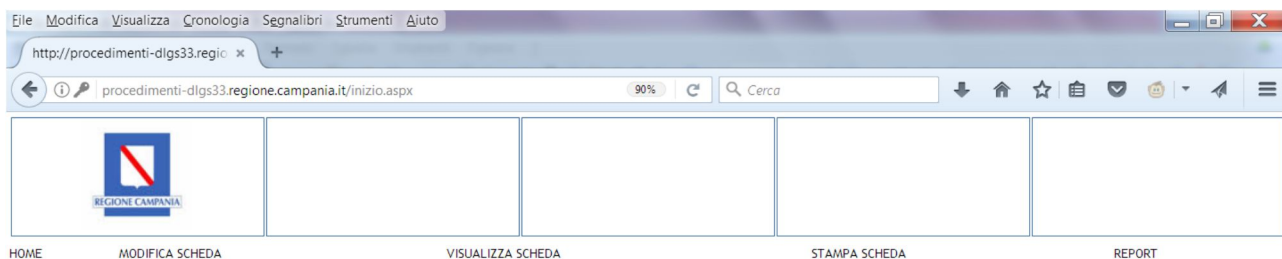 File Modifica Visualizza Cronologia Segnalibri Strumenti Aiuto
http://procedimenti-dlgs33.regio
procedimenti-dlgs33.regione.campania.it/inizio.aspx 90% Cerca
REGIONE CAMPANIA
HOME MODIFICA SCHEDA VISUALIZZA SCHEDA STAMPA SCHEDA REPORT